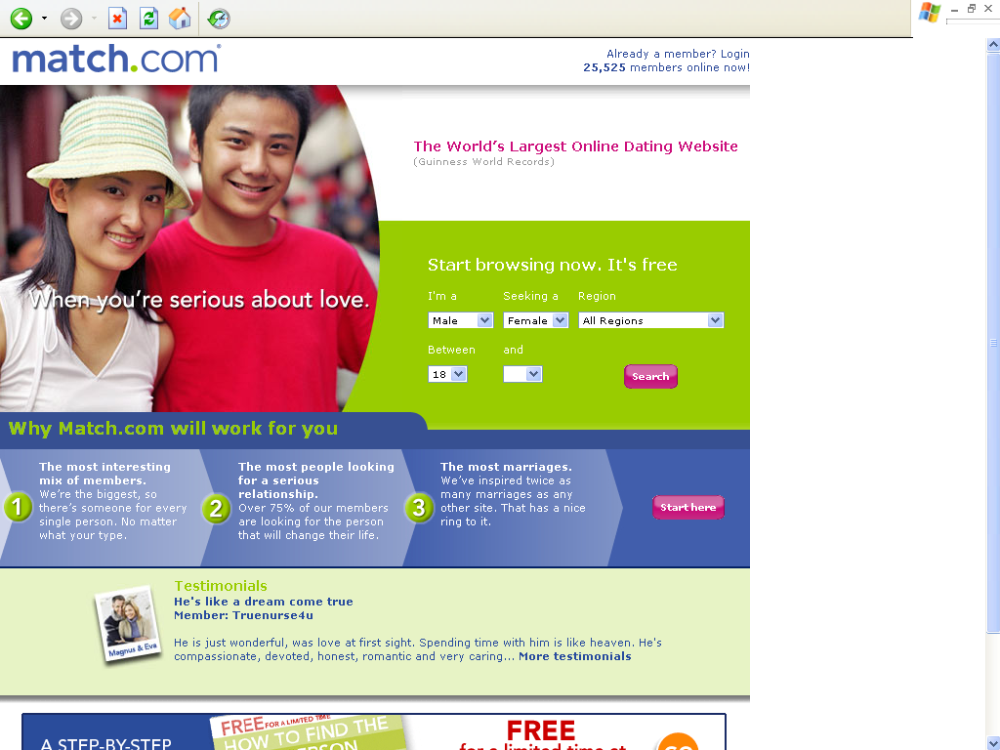 match.com
Already a member? Login
25,525 members online now!
The World's Largest Online Dating Website
(Guinness World Records)
When you're serious about love.
Start browsing now. It's free
I'm a Seeking a Region
Male Female All Regions
Between and
18
Search
Why Match.com will work for you
1
The most interesting
mix of members.
We're the biggest, so
there's someone for every
single person. No matter
what your type.
2
The most people looking
for a serious
relationship.
Over 75% of our members
are looking for the person
that will change their life.
3
The most marriages.
We've inspired twice as
many marriages as any
other site. That has a nice
ring to it.
Start here
Magnus & Eva
Testimonials
He's like a dream come true
Member: Truenurse4u
He is just wonderful, was love at first sight. Spending time with him is like heaven. He's
compassionate, devoted, honest, romantic and very caring... More testimonials
A STEP-BY-STEP
FREE FOR A LIMITED TIME
HOW TO FIND THE
FREE
for a limited time at
GO